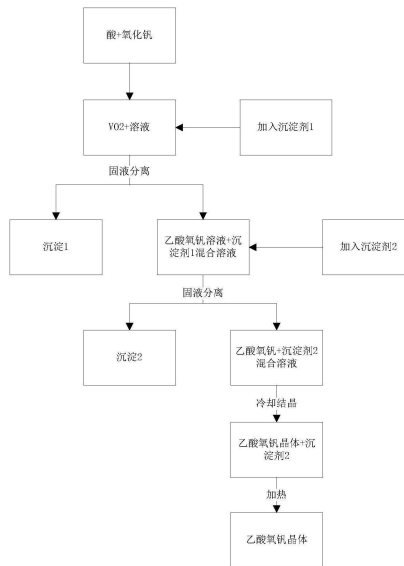 酸+氧化钒
VO2+溶液
加入沉淀剂1
固液分离
沉淀1
乙酸氧钒溶液+沉
淀剂1混合溶液
加入沉淀剂2
固液分离
沉淀2
乙酸氧钒+沉淀剂2
混合溶液
冷却结晶
乙酸氧钒晶体+沉
淀剂2
加热
乙酸氧钒晶体